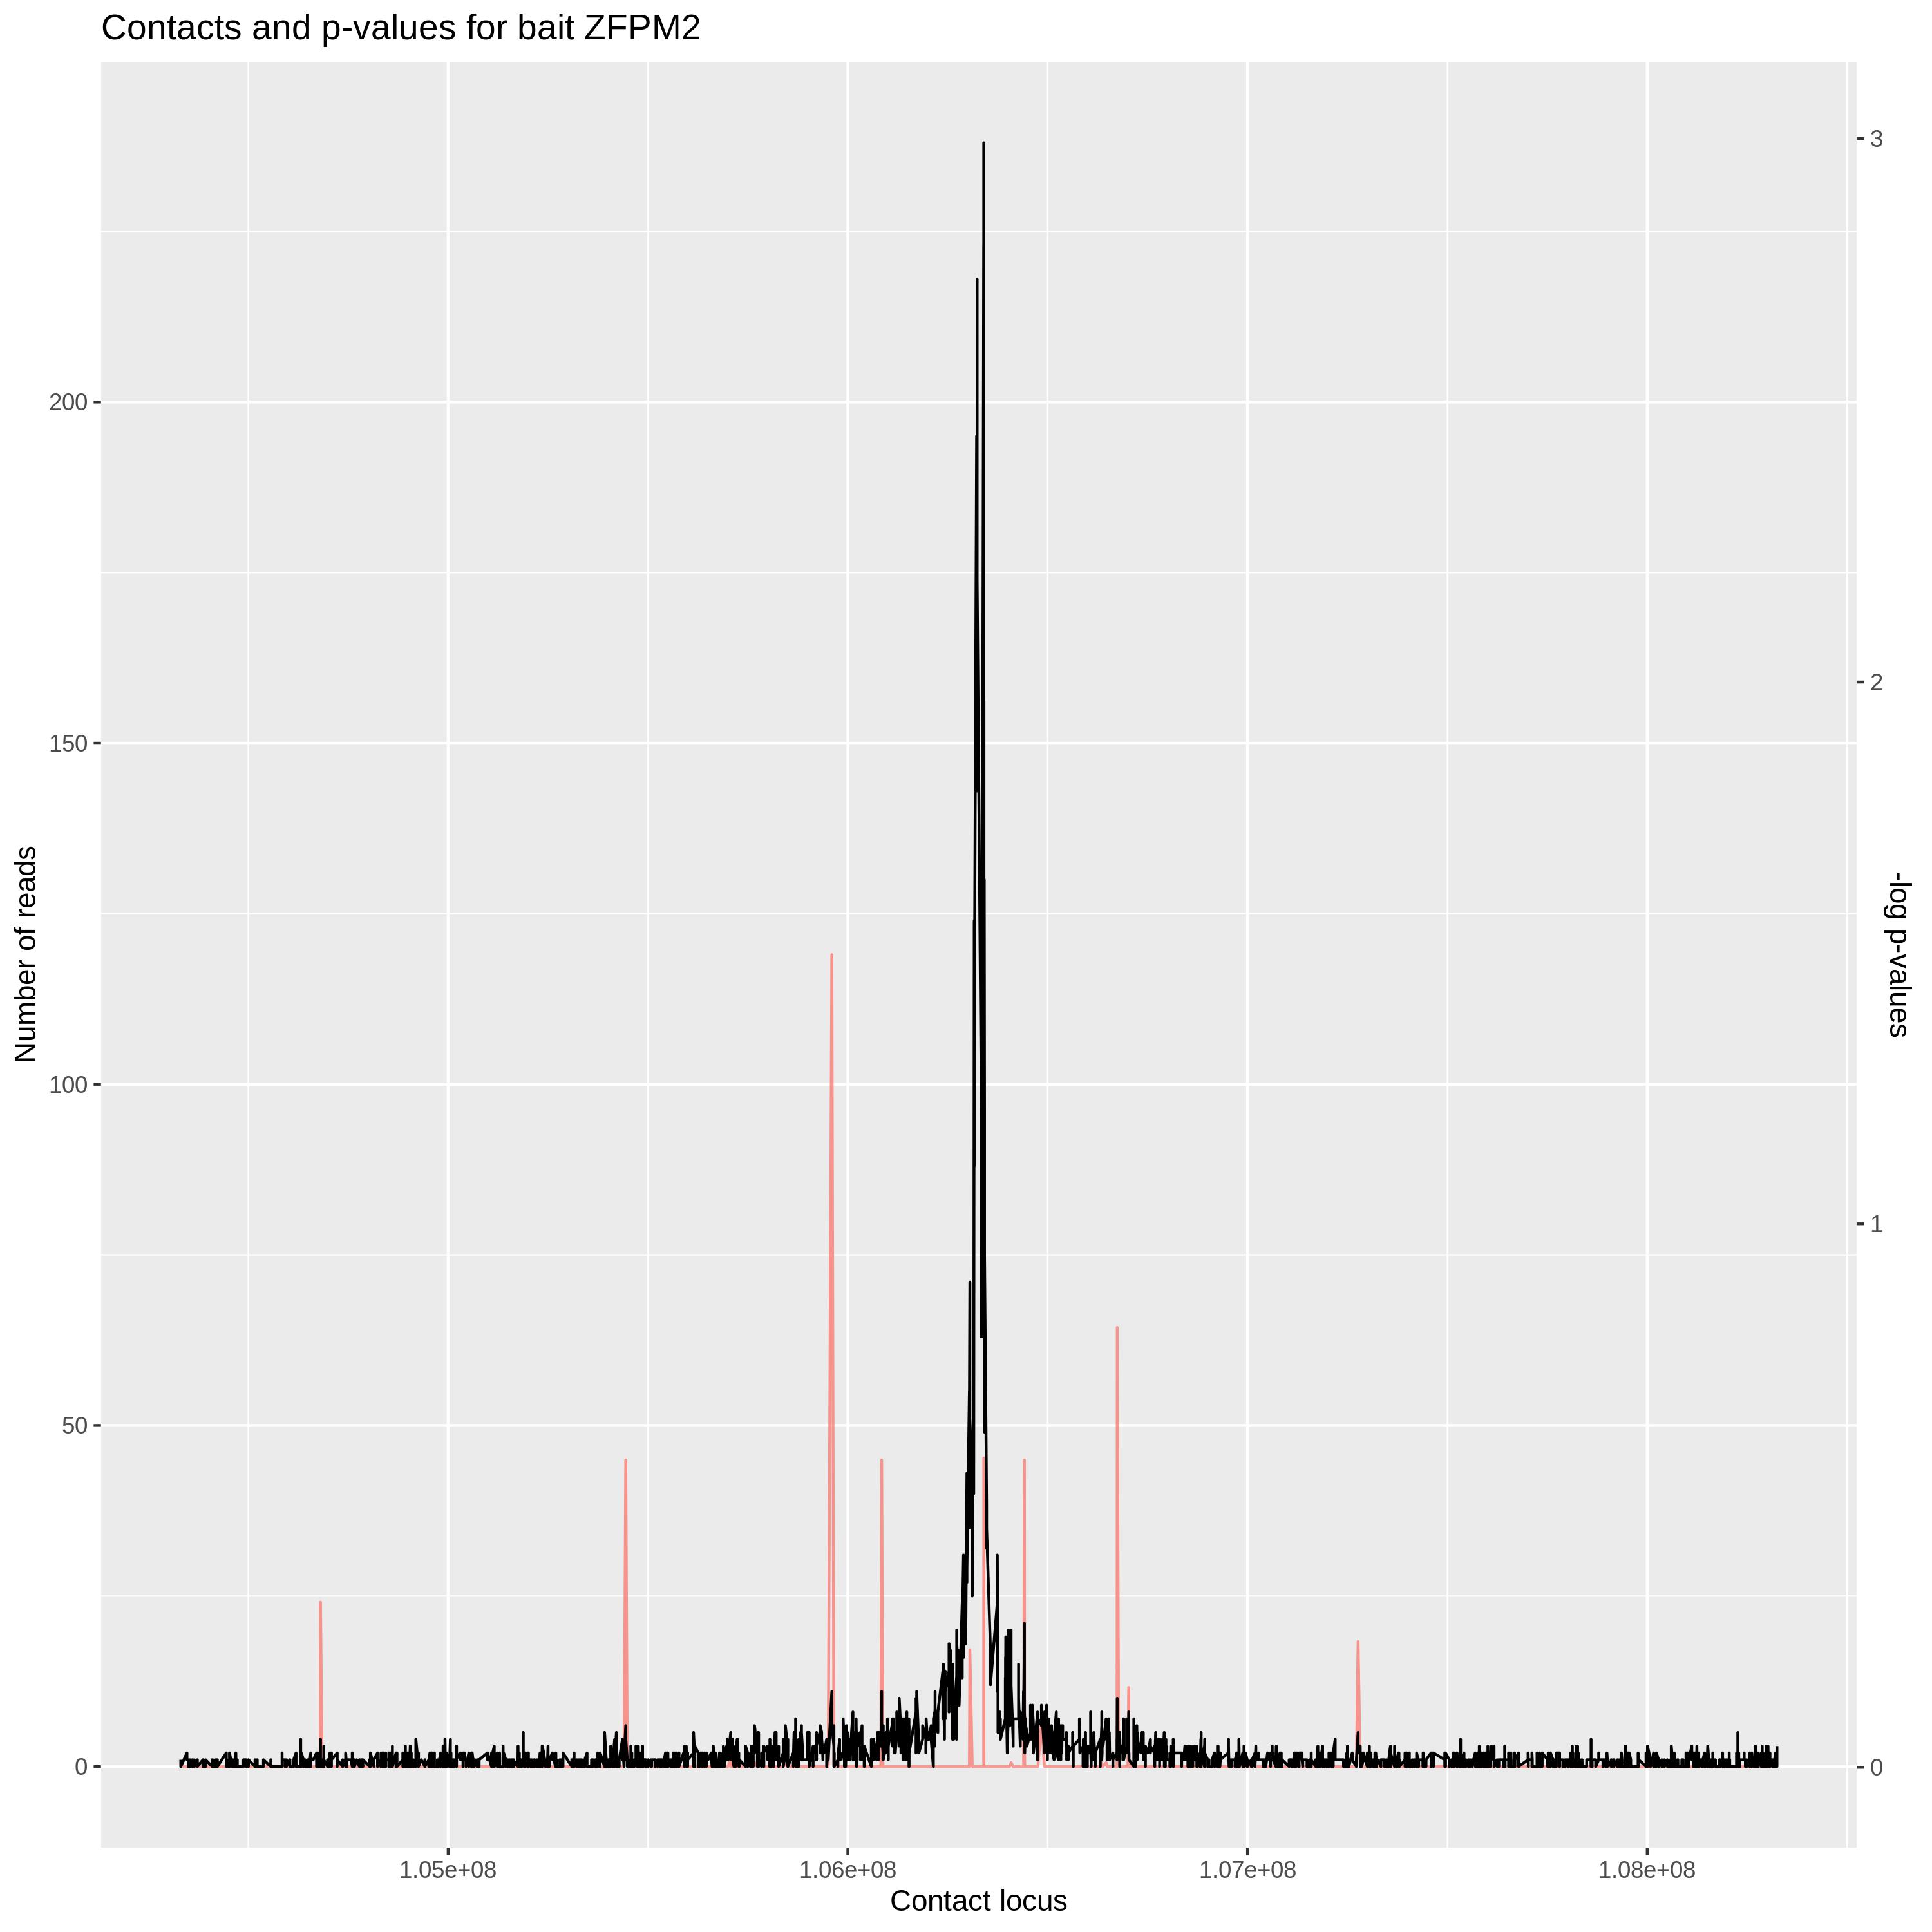 Contacts and p-values for bait ZFPM2
Number of reads
200
150
100
50
0
3
2
1
0
-log p-values
1.05e+08 1.06e+08 1.07e+08 1.08e+08
Contact locus